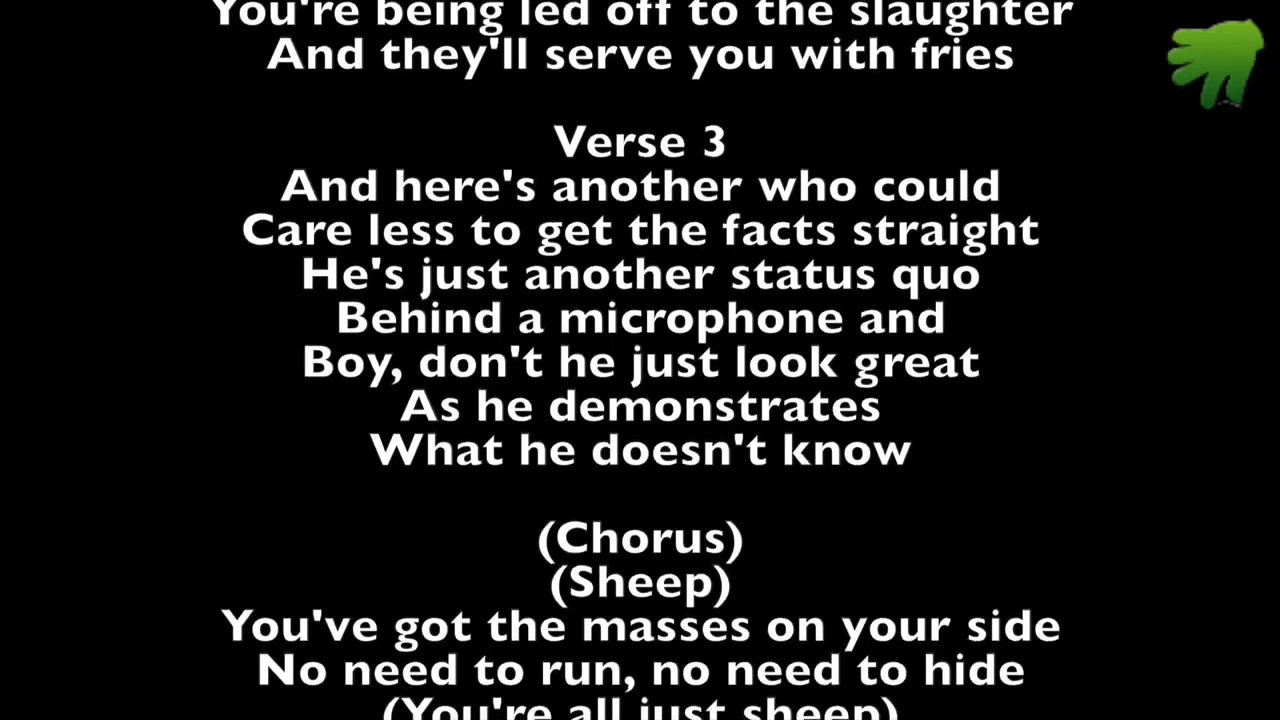 You're being led off to the slaughter
And they'll serve you with fries
Verse 3
And here's another who could
Care less to get the facts straight
He's just another status quo
Behind a microphone and
Boy, don't he just look great
As he demonstrates
What he doesn't know
(Chorus)
(Sheep)
You've got the masses on your side
No need to run, no need to hide
(You're all just sheep)